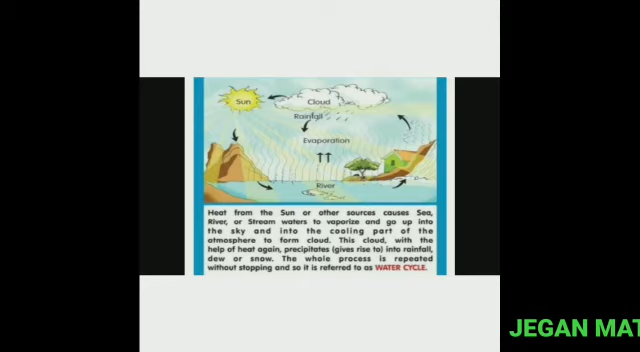 Sun
Cloud
Rainfall
Evaporation
River
Heat from the Sun or other sources causes Sea,
River, or Stream waters to vaporize and go up into
the sky and into the cooling part of the
atmosphere to form cloud. This cloud, with the
help of heat again, precipitates (gives rise to) into rainfall,
dew or snow. The whole process is repeated
without stopping and so it is referred to as WATER CYCLE.
JEGAN MAT